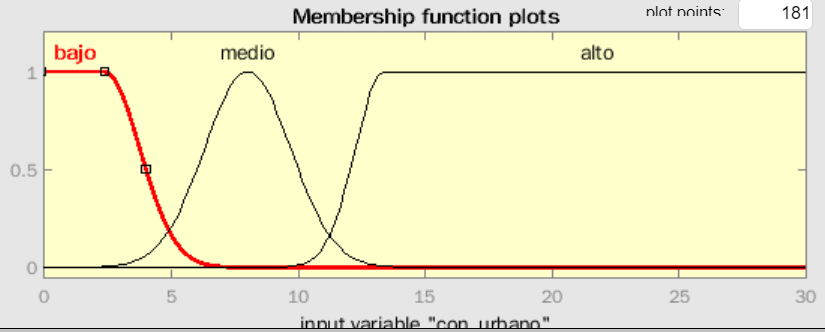 Membership function plots
plot points: 181
bajo medio alto
1
0.5
0
0 5 10 15 20 25 30
input variable "con_urbano"